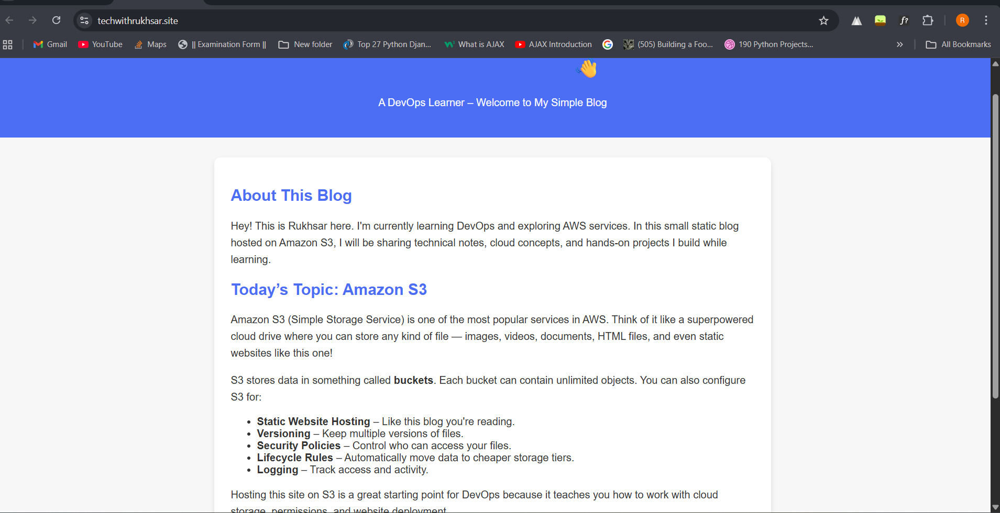 techwithrukhsar.site
R
Gmail
YouTube
Maps
|| Examination Form ||
New folder
Top 27 Python Djan...
What is AJAX
AJAX Introduction
(505) Building a Foo...
190 Python Projects...
»
All Bookmarks
A DevOps Learner – Welcome to My Simple Blog
About This Blog
Hey! This is Rukhsar here. I'm currently learning DevOps and exploring AWS services. In this small static blog
hosted on Amazon S3, I will be sharing technical notes, cloud concepts, and hands-on projects I build while
learning.
Today’s Topic: Amazon S3
Amazon S3 (Simple Storage Service) is one of the most popular services in AWS. Think of it like a superpowered
cloud drive where you can store any kind of file — images, videos, documents, HTML files, and even static
websites like this one!
S3 stores data in something called buckets. Each bucket can contain unlimited objects. You can also configure
S3 for:
• Static Website Hosting – Like this blog you're reading.
• Versioning – Keep multiple versions of files.
• Security Policies – Control who can access your files.
• Lifecycle Rules – Automatically move data to cheaper storage tiers.
• Logging – Track access and activity.
Hosting this site on S3 is a great starting point for DevOps because it teaches you how to work with cloud
storage, permissions, and website deployment.